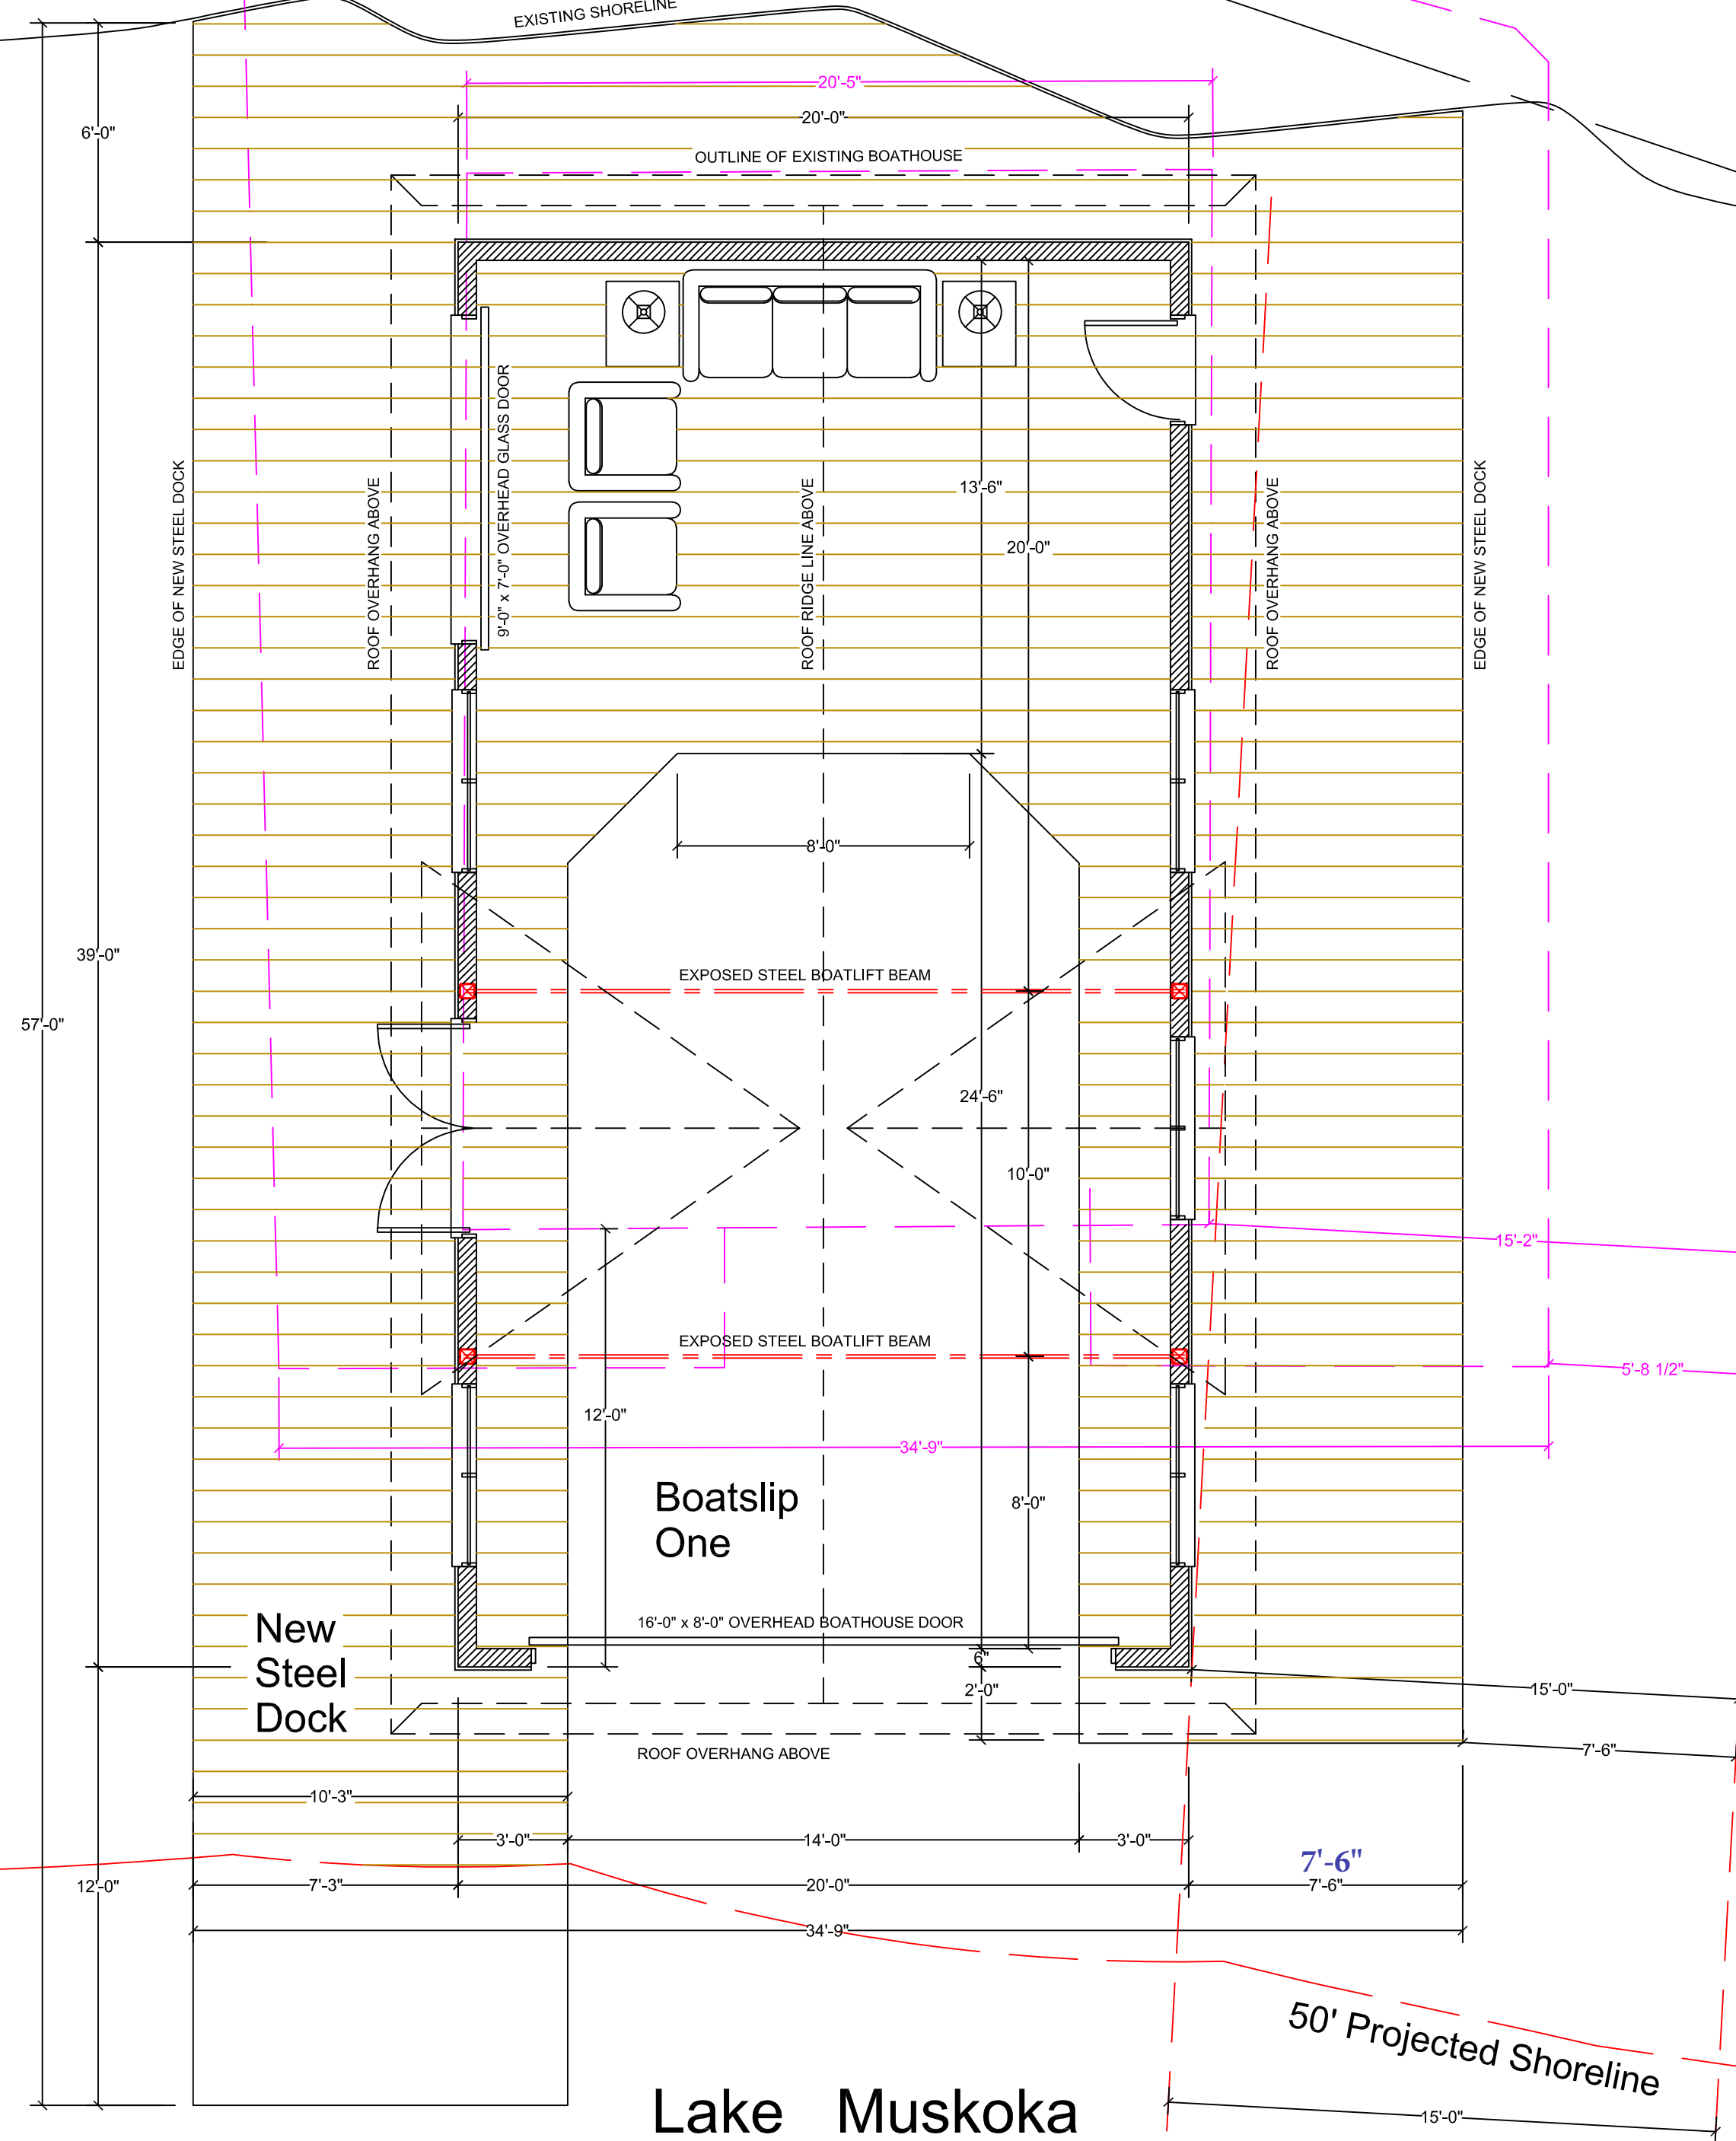 EXISTING SHORELINE
20'-5"
20'-0"
6'-0"
OUTLINE OF EXISTING BOATHOUSE
EDGE OF NEW STEEL DOCK
ROOF OVERHANG ABOVE
9'-0" x 7'-0" OVERHEAD GLASS DOOR
ROOF RIDGE LINE ABOVE
13'-6"
20'-0"
ROOF OVERHANG ABOVE
EDGE OF NEW STEEL DOCK
8'-0"
39'-0"
EXPOSED STEEL BOATLIFT BEAM
57'-0"
24'-6"
10'-0"
15'-2"
EXPOSED STEEL BOATLIFT BEAM
5'-8 1/2"
12'-0"
34'-9"
Boatslip
One
8'-0"
16'-0" x 8'-0" OVERHEAD BOATHOUSE DOOR
New
Steel
Dock
6"
2'-0"
15'-0"
ROOF OVERHANG ABOVE
7'-6"
10'-3"
3'-0"
14'-0"
3'-0"
7'-6"
12'-0"
7'-3"
20'-0"
7'-6"
34'-9"
50' Projected Shoreline
Lake Muskoka
15'-0"